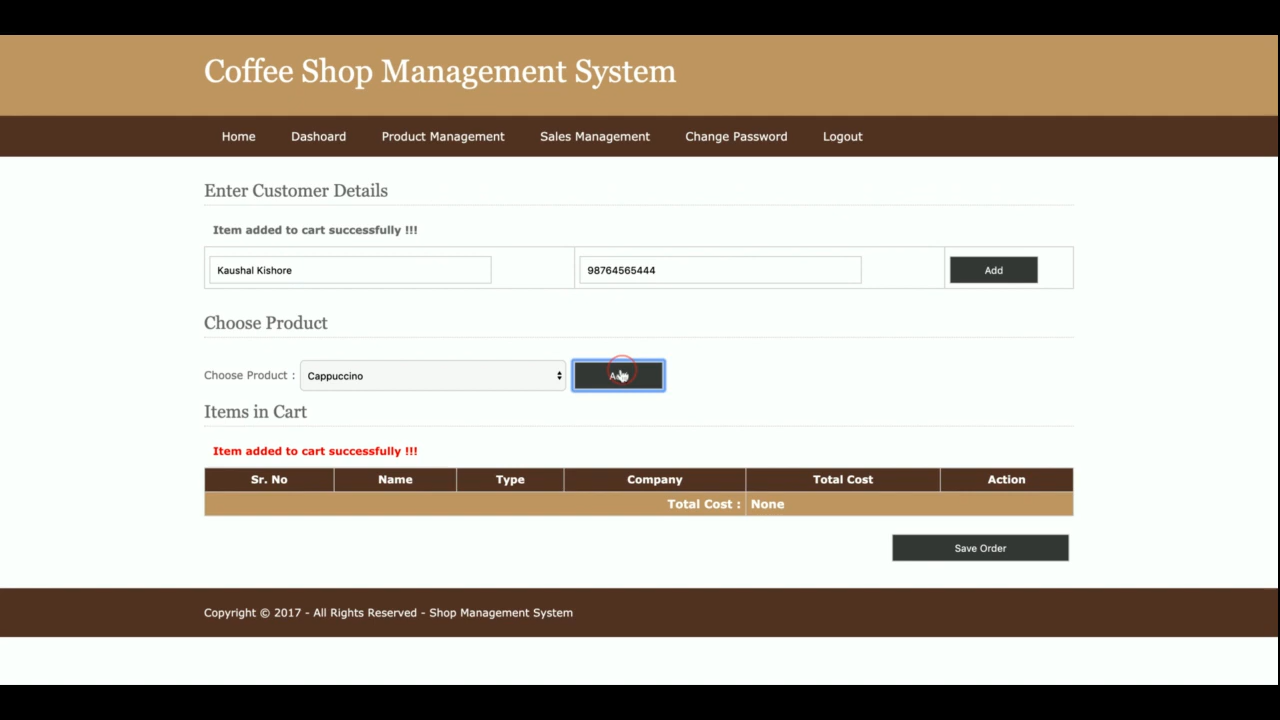 Coffee Shop Management System
Home Dashoard Product Management Sales Management Change Password Logout
Enter Customer Details
Item added to cart successfully !!!
Kaushal Kishore 98764565444 Add
Choose Product
Choose Product : Cappuccino
Items in Cart
Item added to cart successfully !!!
Sr. No Name Type Company Total Cost Action
Total Cost : None
Save Order
Copyright © 2017 - All Rights Reserved - Shop Management System